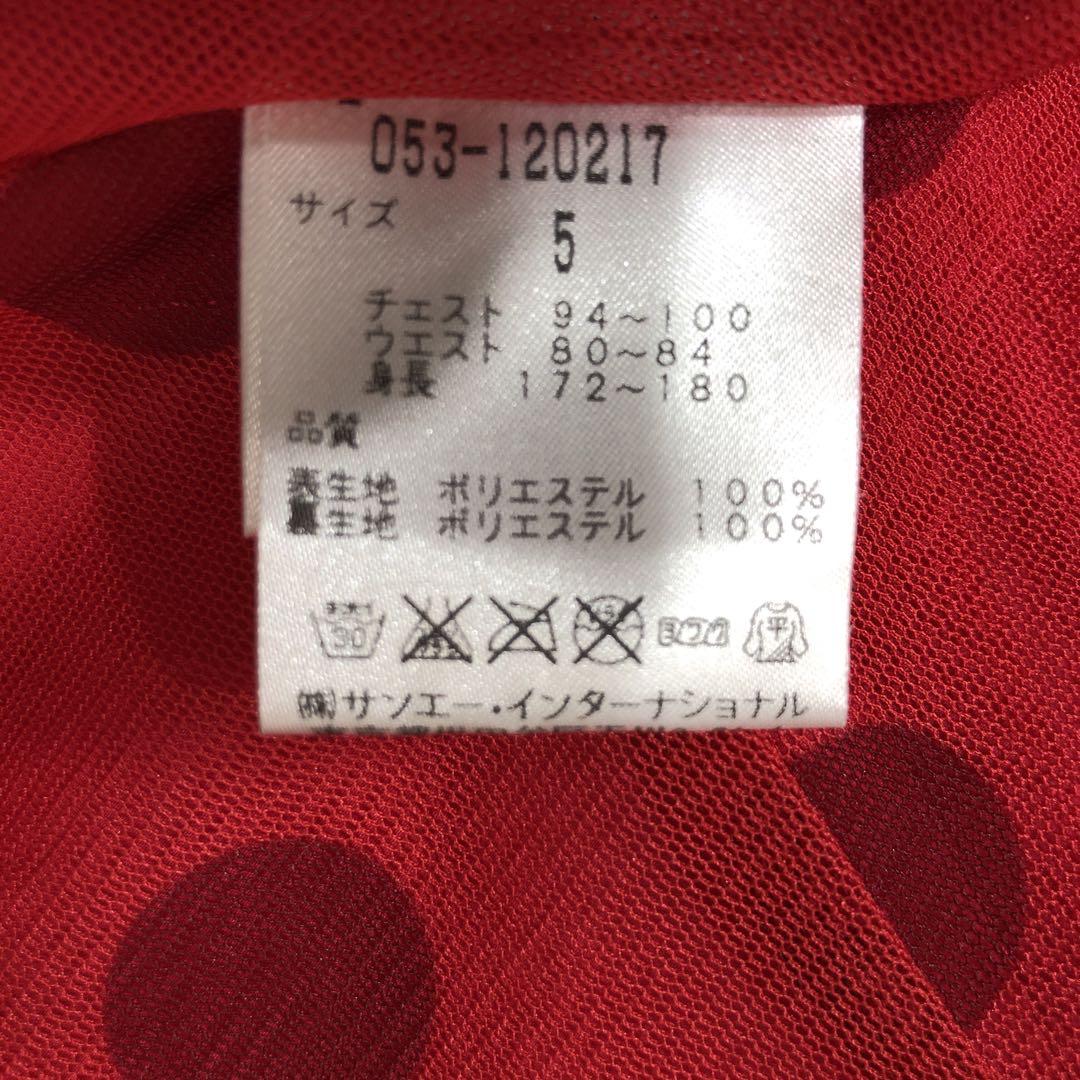 053-120217
サイズ
5
チェスト 94~100
ウエスト 80~84
身長 172~180
品質
表生地 ポリエステル 100%
裏生地 ポリエステル 100%
30 平
(株)サンエー・インターナショナル